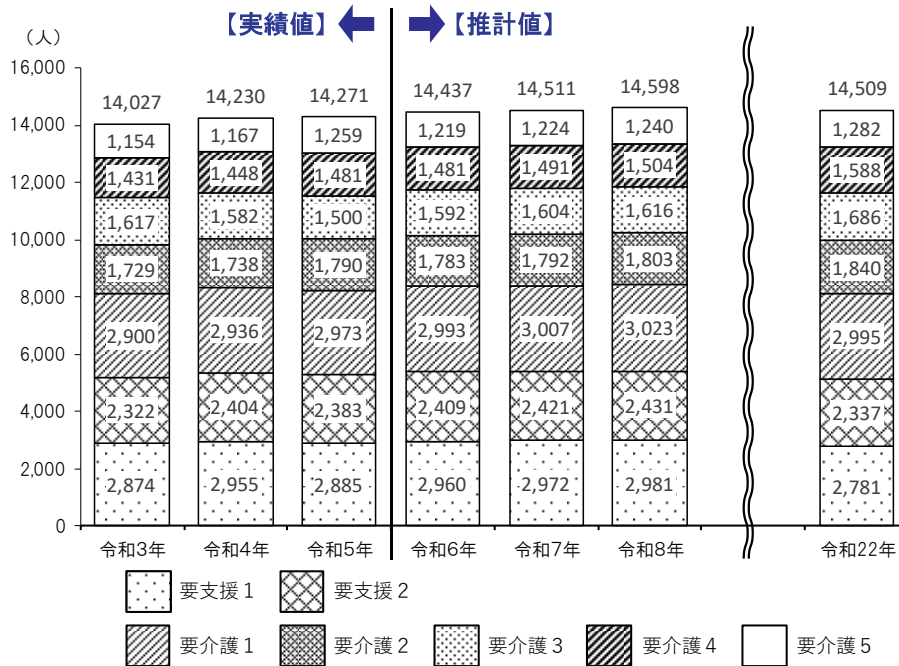 【実績値】 【推計値】
（人）
16,000
14,000
12,000
10,000
8,000
6,000
4,000
2,000
0
14,027 14,230 14,271 14,437 14,511 14,598 14,509
1,154 1,167 1,259 1,219 1,224 1,240 1,282
1,431 1,448 1,481 1,481 1,491 1,504 1,588
1,617 1,582 1,500 1,592 1,604 1,616 1,686
1,729 1,738 1,790 1,783 1,792 1,803 1,840
2,900 2,936 2,973 2,993 3,007 3,023 2,995
2,322 2,404 2,383 2,409 2,421 2,431 2,337
2,874 2,955 2,885 2,960 2,972 2,981 2,781
令和3年 令和4年 令和5年 令和6年 令和7年 令和8年 令和22年
要支援１ 要支援２
要介護１ 要介護２ 要介護３ 要介護４ 要介護５